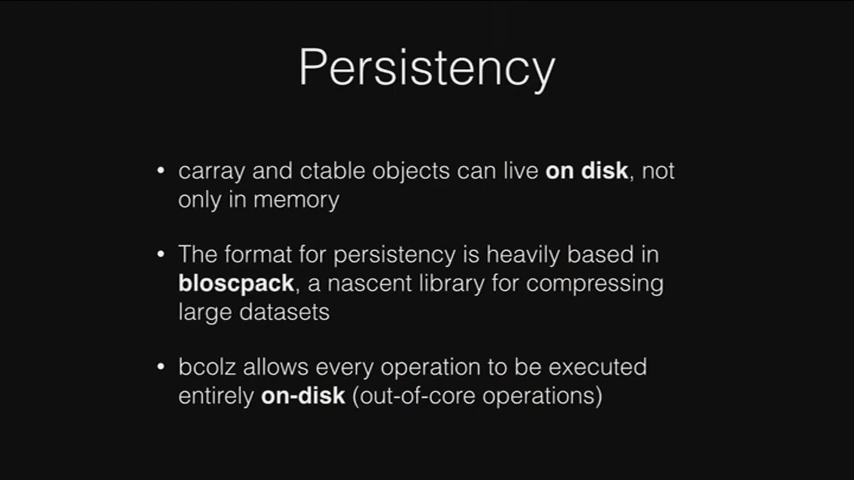 Persistency
• carray and ctable objects can live on disk, not
only in memory
• The format for persistency is heavily based in
bloscpack, a nascent library for compressing
large datasets
• bcolz allows every operation to be executed
entirely on-disk (out-of-core operations)